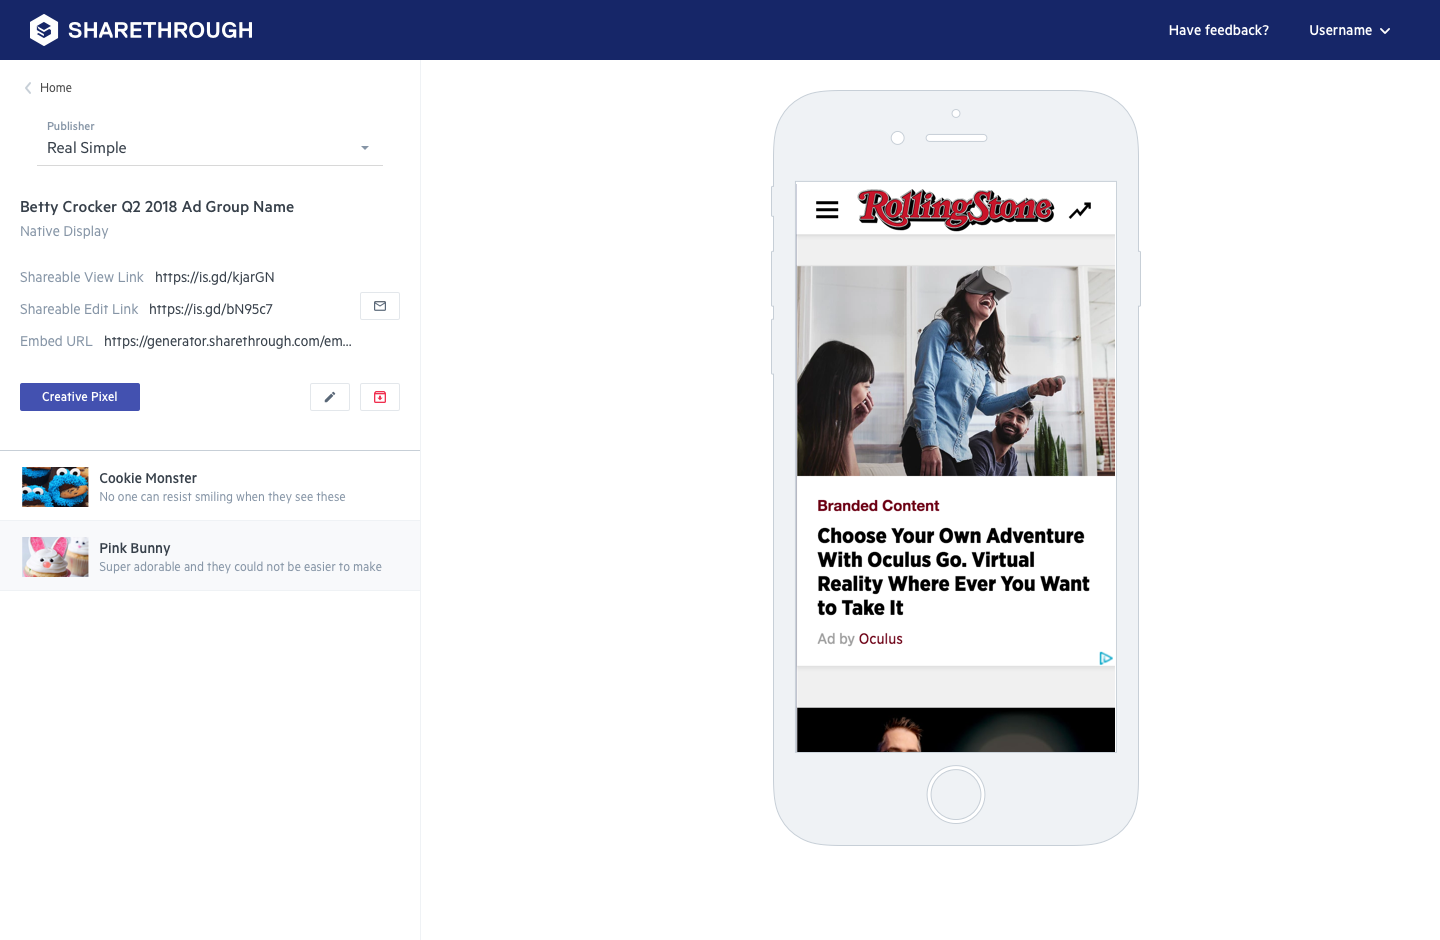 SHARETHROUGH
Have feedback?
Username
Home
Publisher
Real Simple
Betty Crocker Q2 2018 Ad Group Name
Native Display
Shareable View Link https://is.gd/kjarGN
Shareable Edit Link https://is.gd/bN95c7
Embed URL https://generator.sharethrough.com/em...
Creative Pixel
Cookie Monster
No one can resist smiling when they see these
Pink Bunny
Super adorable and they could not be easier to make
RollingStone
Branded Content
Choose Your Own Adventure
With Oculus Go. Virtual
Reality Where Ever You Want
to Take It
Ad by Oculus